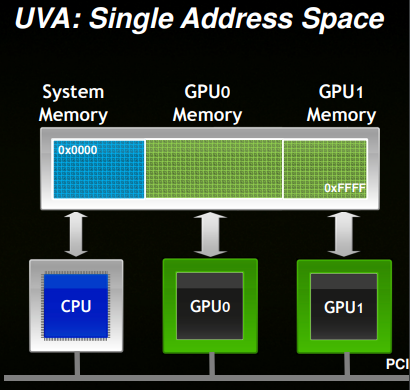 UVA: Single Address Space
System Memory
GPU0 Memory
GPU1 Memory
0x0000
0xFFFF
CPU
GPU0
GPU1
PCI